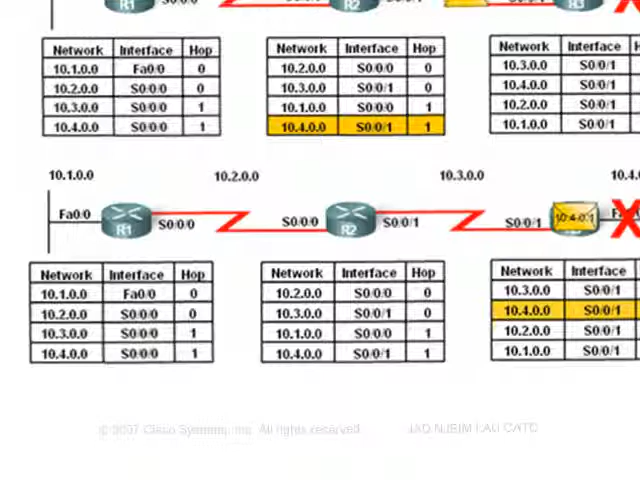 R1 S0/0/0 R2 R3
Network Interface Hop
10.1.0.0 Fa0/0 0
10.2.0.0 S0/0/0 0
10.3.0.0 S0/0/0 1
10.4.0.0 S0/0/0 1
Network Interface Hop
10.2.0.0 S0/0/0 0
10.3.0.0 S0/0/1 0
10.1.0.0 S0/0/0 1
10.4.0.0 S0/0/1 1
Network Interface
10.3.0.0 S0/0/1
10.4.0.0 S0/0/1
10.2.0.0 S0/0/1
10.1.0.0 S0/0/1
10.1.0.0 10.2.0.0 10.3.0.0 10.4.
Fa0/0 R1 S0/0/0 S0/0/0 R2 S0/0/1 S0/0/1 10.4.0.1
Network Interface Hop
10.1.0.0 Fa0/0 0
10.2.0.0 S0/0/0 0
10.3.0.0 S0/0/0 1
10.4.0.0 S0/0/0 1
Network Interface Hop
10.2.0.0 S0/0/0 0
10.3.0.0 S0/0/1 0
10.1.0.0 S0/0/0 1
10.4.0.0 S0/0/1 1
Network Interface
10.3.0.0 S0/0/1
10.4.0.0 S0/0/1
10.2.0.0 S0/0/1
10.1.0.0 S0/0/1
© 2007 Cisco Systems, Inc. All rights reserved.